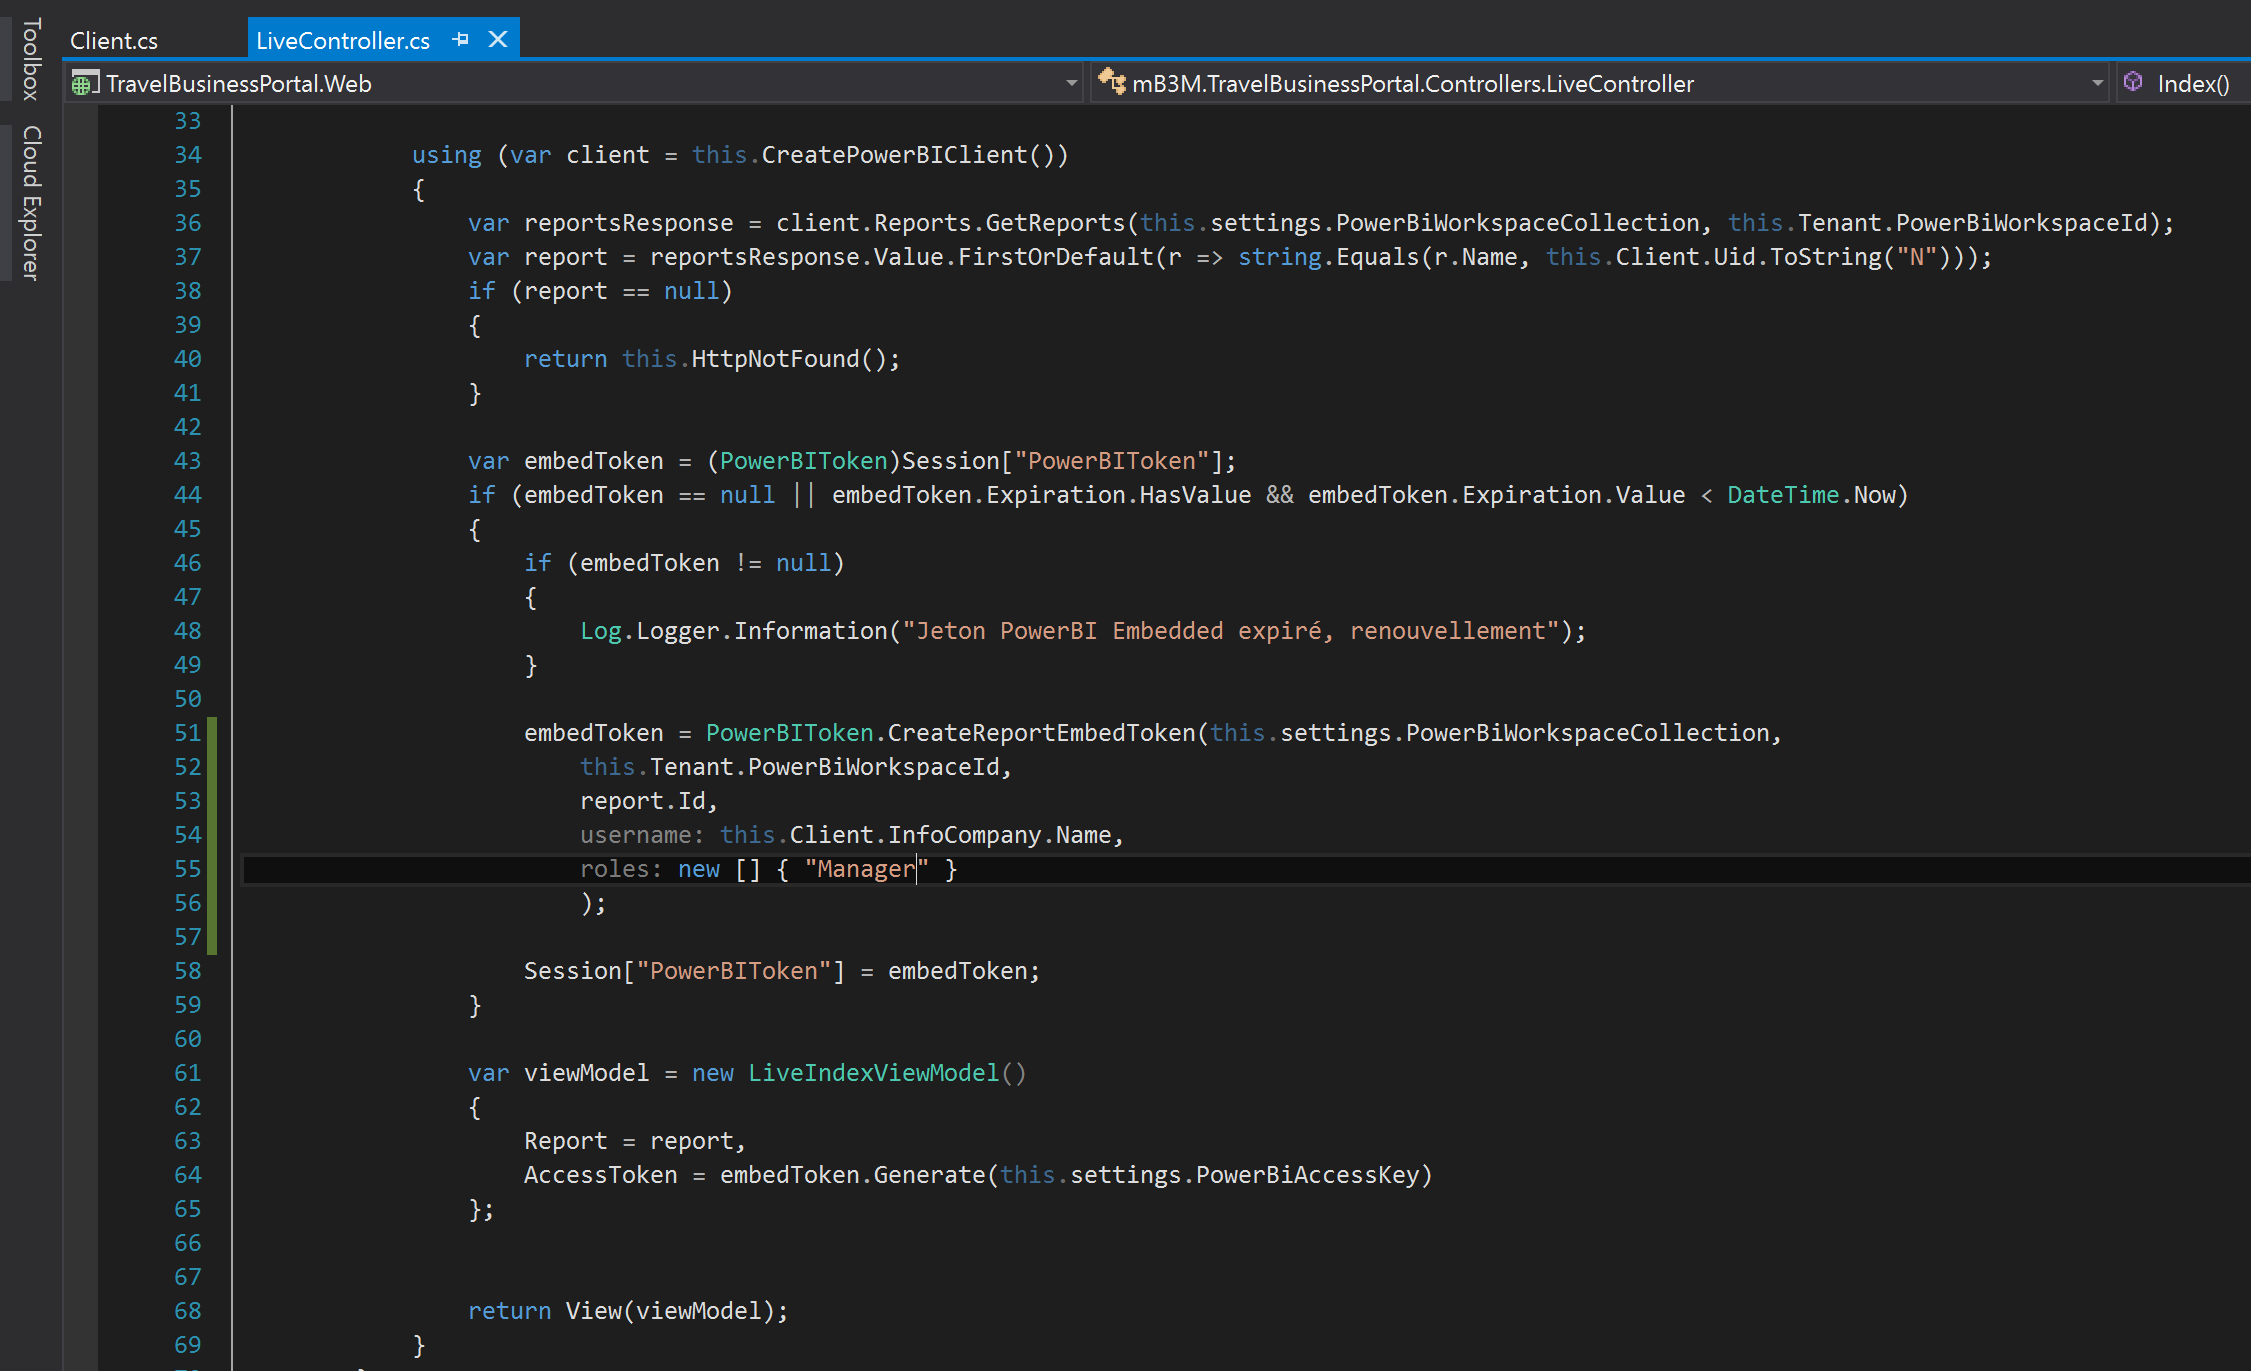 Toolbox
Cloud Explorer
Client.cs
LiveController.cs
TravelBusinessPortal.Web
mB3M.TravelBusinessPortal.Controllers.LiveController
Index()
33
34 using (var client = this.CreatePowerBIClient())
35 {
36 var reportsResponse = client.Reports.GetReports(this.settings.PowerBiWorkspaceCollection, this.Tenant.PowerBiWorkspaceId);
37 var report = reportsResponse.Value.FirstOrDefault(r => string.Equals(r.Name, this.Client.Uid.ToString("N")));
38 if (report == null)
39 {
40 return this.HttpNotFound();
41 }
42
43 var embedToken = (PowerBIToken)Session["PowerBIToken"];
44 if (embedToken == null || embedToken.Expiration.HasValue && embedToken.Expiration.Value < DateTime.Now)
45 {
46 if (embedToken != null)
47 {
48 Log.Logger.Information("Jeton PowerBI Embedded expiré, renouvellement");
49 }
50
51 embedToken = PowerBIToken.CreateReportEmbedToken(this.settings.PowerBiWorkspaceCollection,
52 this.Tenant.PowerBiWorkspaceId,
53 report.Id,
54 username: this.Client.InfoCompany.Name,
55 roles: new [] { "Manager" }
56 );
57
58 Session["PowerBIToken"] = embedToken;
59 }
60
61 var viewModel = new LiveIndexViewModel()
62 {
63 Report = report,
64 AccessToken = embedToken.Generate(this.settings.PowerBiAccessKey)
65 };
66
67
68 return View(viewModel);
69 }